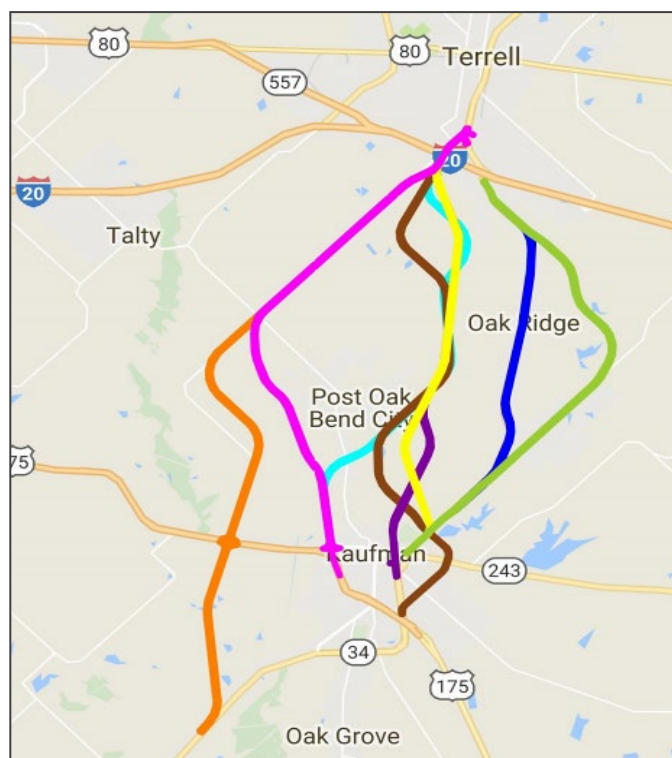 80
80
Terrell
557
20
20
Talty
Oak Ridge
Post Oak
Bend City
75
Kaufman
243
34
175
Oak Grove